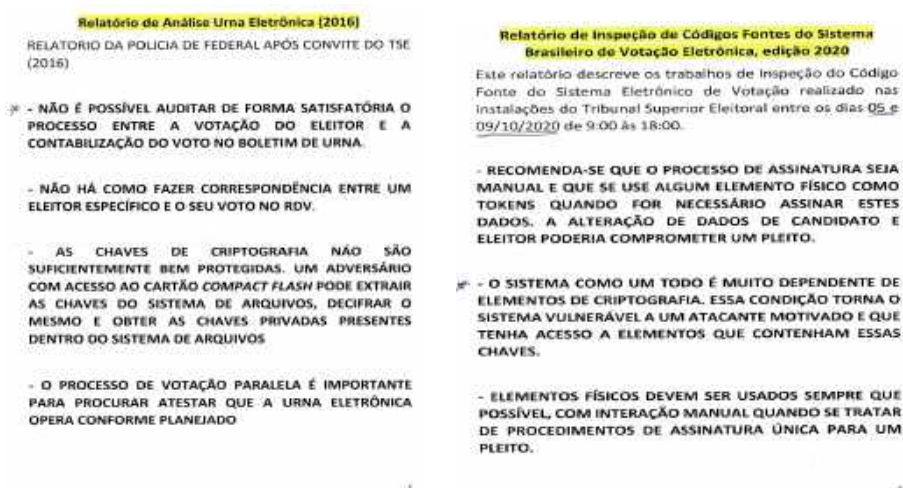 Relatório de Análise Urna Eletrônica (2016)
RELATORIO DA POLICIA DE FEDERAL APÓS CONVITE DO TSE
(2016)
- NÃO É POSSÍVEL AUDITAR DE FORMA SATISFATÓRIA O
PROCESSO ENTRE A VOTAÇÃO DO ELEITOR E A
CONTABILIZAÇÃO DO VOTO NO BOLETIM DE URNA.
- NÃO HÁ COMO FAZER CORRESPONDÊNCIA ENTRE UM
ELEITOR ESPECÍFICO E O SEU VOTO NO RDV.
- AS CHAVES DE CRIPTOGRAFIA NÃO SÃO
SUFICIENTEMENTE BEM PROTEGIDAS. UM ADVERSÁRIO
COM ACESSO AO CARTÃO COMPACT FLASH PODE EXTRAIR
AS CHAVES DO SISTEMA DE ARQUIVOS, DECIFRAR O
MESMO E OBTER AS CHAVES PRIVADAS PRESENTES
DENTRO DO SISTEMA DE ARQUIVOS
- O PROCESSO DE VOTAÇÃO PARALELA É IMPORTANTE
PARA PROCURAR ATESTAR QUE A URNA ELETRÔNICA
OPERA CONFORME PLANEJADO
Relatório de Inspeção de Códigos Fontes do Sistema
Brasileiro de Votação Eletrônica, edição 2020
Este relatório descreve os trabalhos de Inspeção do Código
Fonte do Sistema Eletrônico de Votação realizado nas
instalações do Tribunal Superior Eleitoral entre os dias 05 e
09/10/2020 de 9:00 às 18:00.
- RECOMENDA-SE QUE O PROCESSO DE ASSINATURA SEJA
MANUAL E QUE SE USE ALGUM ELEMENTO FÍSICO COMO
TOKENS QUANDO FOR NECESSÁRIO ASSINAR ESTES
DADOS. A ALTERAÇÃO DE DADOS DE CANDIDATO E
ELEITOR PODERIA COMPROMETER UM PLEITO.
- O SISTEMA COMO UM TODO É MUITO DEPENDENTE DE
ELEMENTOS DE CRIPTOGRAFIA. ESSA CONDIÇÃO TORNA O
SISTEMA VULNERÁVEL A UM ATACANTE MOTIVADO E QUE
TENHA ACESSO A ELEMENTOS QUE CONTENHAM ESSAS
CHAVES.
- ELEMENTOS FÍSICOS DEVEM SER USADOS SEMPRE QUE
POSSÍVEL, COM INTERAÇÃO MANUAL QUANDO SE TRATAR
DE PROCEDIMENTOS DE ASSINATURA ÚNICA PARA UM
PLEITO.